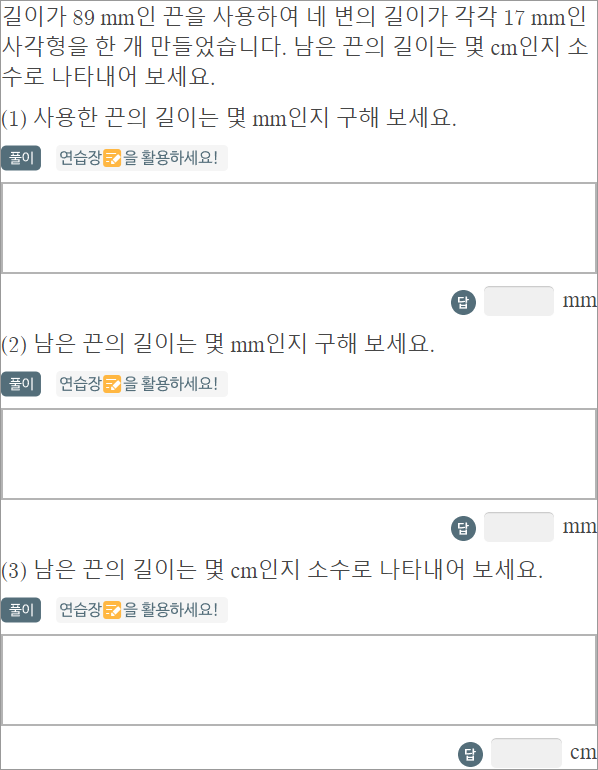 길이가 89 mm인 끈을 사용하여 네 변의 길이가 각각 17 mm인
사각형을 한 개 만들었습니다. 남은 끈의 길이는 몇 cm인지 소
수로 나타내어 보세요.
(1) 사용한 끈의 길이는 몇 mm인지 구해 보세요.
풀이 연습장을 활용하세요!
답 mm
(2) 남은 끈의 길이는 몇 mm인지 구해 보세요.
풀이 연습장을 활용하세요!
답 mm
(3) 남은 끈의 길이는 몇 cm인지 소수로 나타내어 보세요.
풀이 연습장을 활용하세요!
답 cm